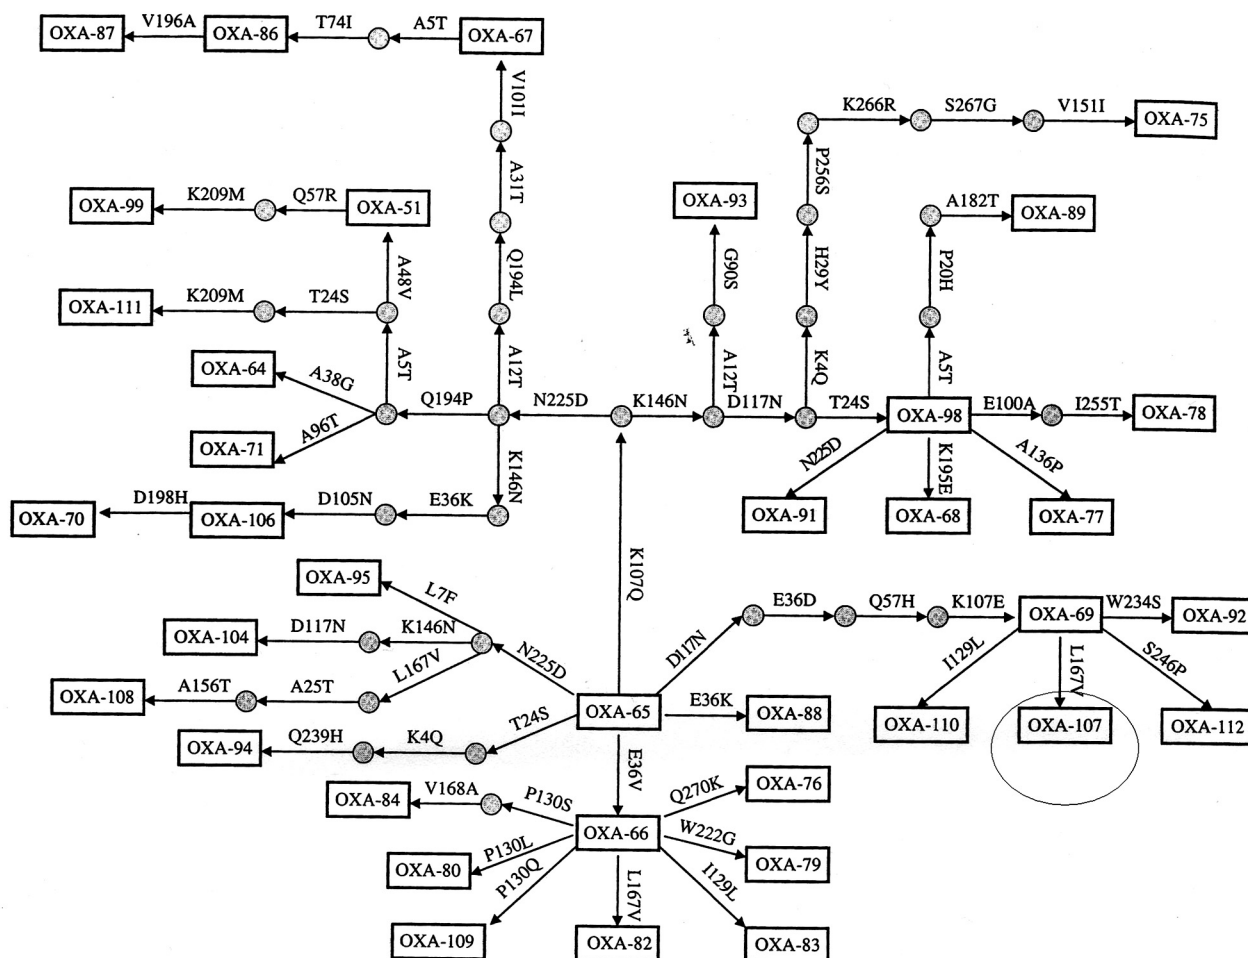 OXA-87 V196A OXA-86 T74I A5T OXA-67
V101I
K266R S267G V151I OXA-75
A31T
P256S
OXA-99 K209M Q57R OXA-51
OXA-93
A182T OXA-89
Q194L
G90S
H29Y
P20H
A48V
OXA-111 K209M T24S
A12T
A12T
K4Q
A5T
A5T
OXA-64 A38G
Q194P N225D K146N D117N T24S OXA-98 E100A I255T OXA-78
OXA-71 A96T
K146N
N225D
K195E
A136P
OXA-70 D198H OXA-106 D105N E36K
OXA-91 OXA-68 OXA-77
K107Q
OXA-95 L7F
E36D Q57H K107E OXA-69 W234S OXA-92
OXA-104 D117N K146N
N225D
D117N
I129L
L167V
S246P
L167V
OXA-108 A156T A25T
OXA-65 E36K OXA-88
OXA-110 OXA-107 OXA-112
OXA-94 Q239H K4Q T24S
E36V
OXA-84 V168A P130S
Q270K OXA-76
OXA-66
OXA-80 P130L
W222G OXA-79
P130Q
L167V
I129L
OXA-109 OXA-82 OXA-83